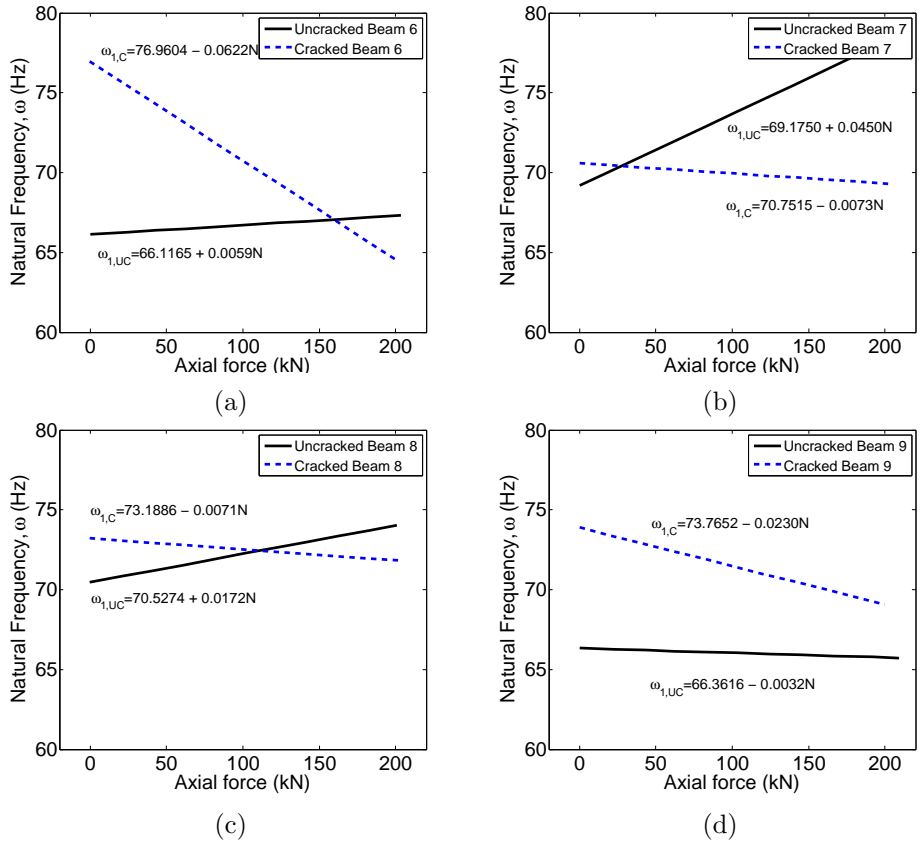 80
75
70
65
60
Natural Frequency, ω (Hz)
ω1,C=76.9604 − 0.0622N
Uncracked Beam 6
Cracked Beam 6
ω1,UC=66.1165 + 0.0059N
0 50 100 150 200
Axial force (kN)
(a)
80
75
70
65
60
Natural Frequency, ω (Hz)
Uncracked Beam 7
Cracked Beam 7
ω1,UC=69.1750 + 0.0450N
ω1,C=70.7515 − 0.0073N
0 50 100 150 200
Axial force (kN)
(b)
80
75
70
65
60
Natural Frequency, ω (Hz)
Uncracked Beam 8
Cracked Beam 8
ω1,C=73.1886 − 0.0071N
ω1,UC=70.5274 + 0.0172N
0 50 100 150 200
Axial force (kN)
(c)
80
75
70
65
60
Natural Frequency, ω (Hz)
Uncracked Beam 9
Cracked Beam 9
ω1,C=73.7652 − 0.0230N
ω1,UC=66.3616 − 0.0032N
0 50 100 150 200
Axial force (kN)
(d)